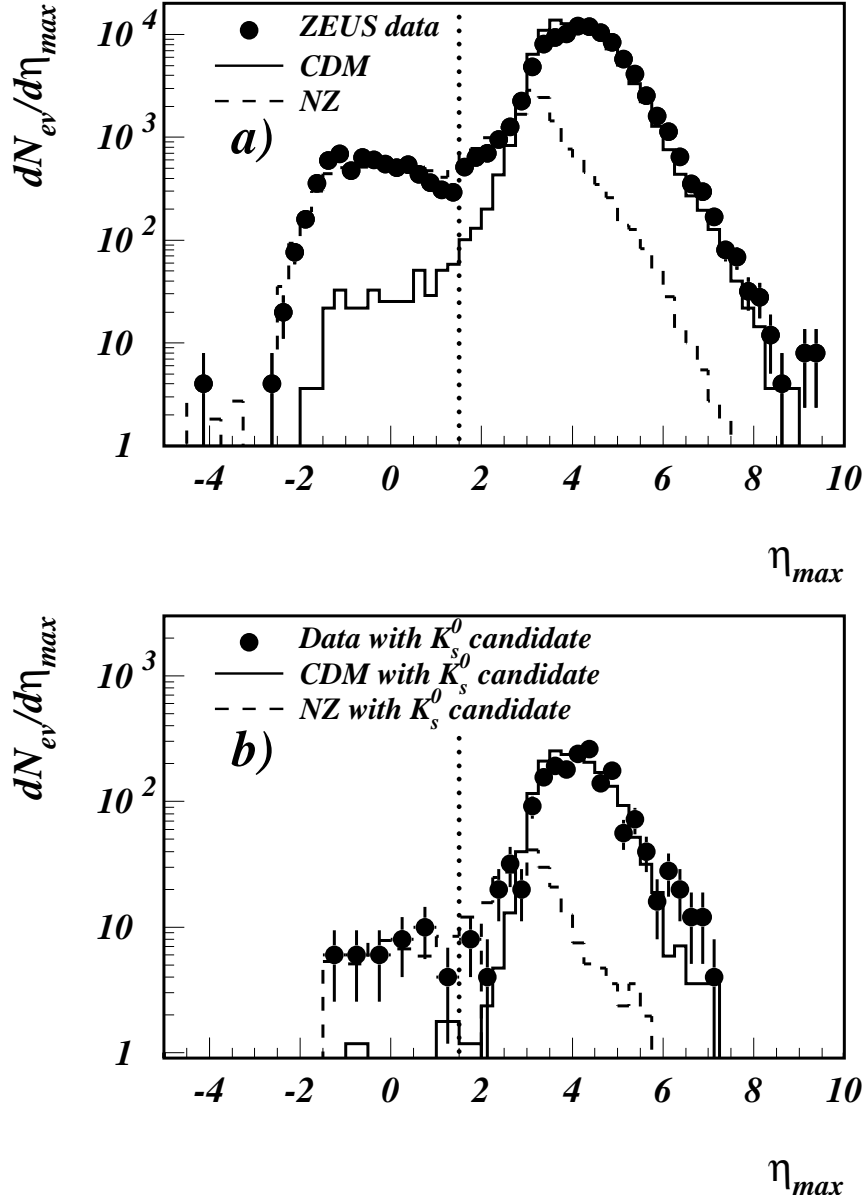 dN_ev/dη_max
10^4
10^3
10^2
10
1
ZEUS data
CDM
NZ
a)
-4 -2 0 2 4 6 8 10
η_max
dN_ev/dη_max
10^3
10^2
10
1
Data with K_s^0 candidate
CDM with K_s^0 candidate
NZ with K_s^0 candidate
b)
-4 -2 0 2 4 6 8 10
η_max